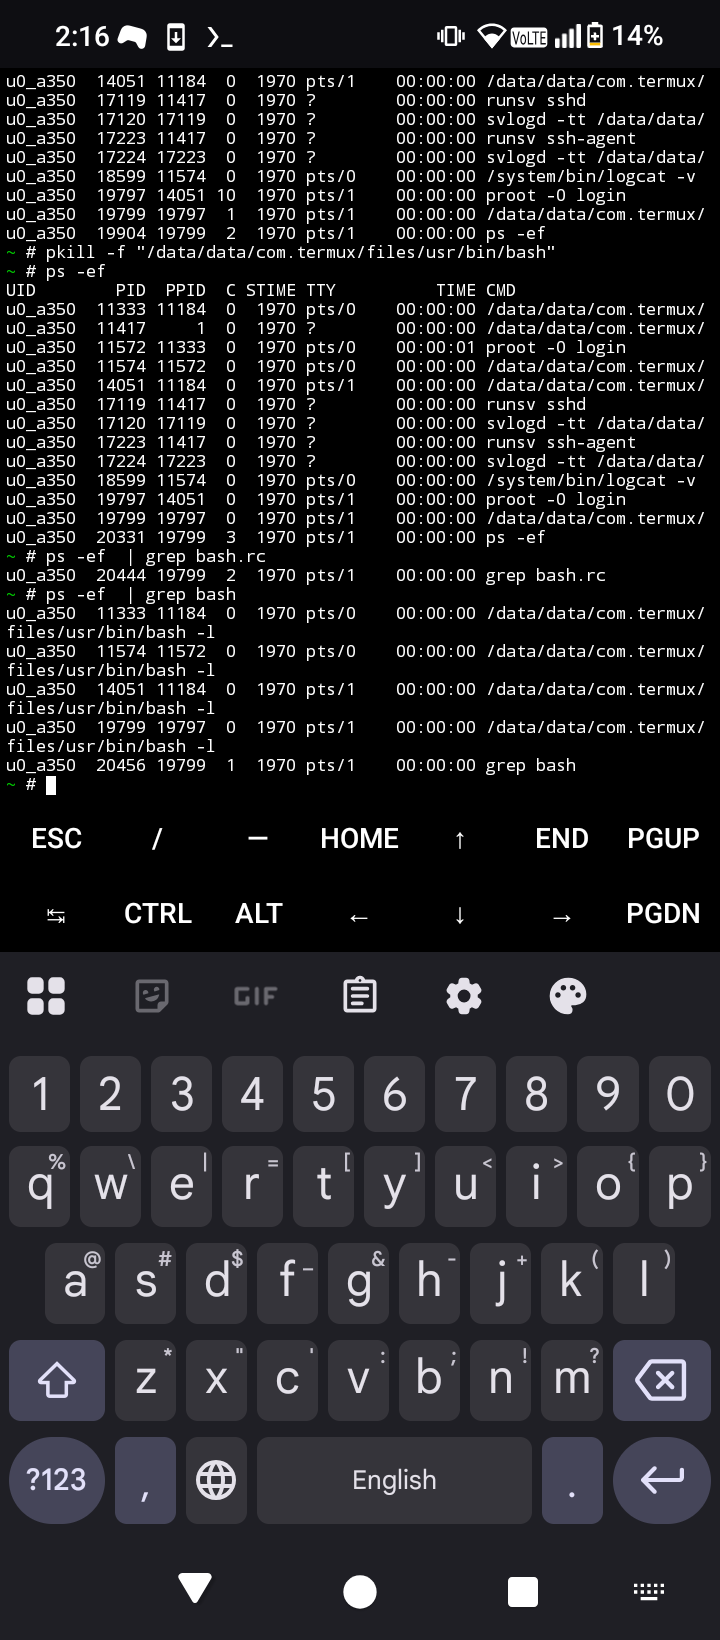 2:16 VoLTE 14%
u0_a350  14051 11184  0  1970 pts/1    00:00:00 /data/data/com.termux/
u0_a350  17119 11417  0  1970 ?        00:00:00 runsv sshd
u0_a350  17120 17119  0  1970 ?        00:00:00 svlogd -tt /data/data/
u0_a350  17223 11417  0  1970 ?        00:00:00 runsv ssh-agent
u0_a350  17224 17223  0  1970 ?        00:00:00 svlogd -tt /data/data/
u0_a350  18599 11574  0  1970 pts/0    00:00:00 /system/bin/logcat -v
u0_a350  19797 14051 10  1970 pts/1    00:00:00 proot -0 login
u0_a350  19799 19797  1  1970 pts/1    00:00:00 /data/data/com.termux/
u0_a350  19904 19799  2  1970 pts/1    00:00:00 ps -ef
~ # pkill -f "/data/data/com.termux/files/usr/bin/bash"
~ # ps -ef
UID        PID  PPID  C STIME TTY          TIME CMD
u0_a350  11333 11184  0  1970 pts/0    00:00:00 /data/data/com.termux/
u0_a350  11417     1  0  1970 ?        00:00:00 /data/data/com.termux/
u0_a350  11572 11333  0  1970 pts/0    00:00:01 proot -0 login
u0_a350  11574 11572  0  1970 pts/0    00:00:00 /data/data/com.termux/
u0_a350  14051 11184  0  1970 pts/1    00:00:00 /data/data/com.termux/
u0_a350  17119 11417  0  1970 ?        00:00:00 runsv sshd
u0_a350  17120 17119  0  1970 ?        00:00:00 svlogd -tt /data/data/
u0_a350  17223 11417  0  1970 ?        00:00:00 runsv ssh-agent
u0_a350  17224 17223  0  1970 ?        00:00:00 svlogd -tt /data/data/
u0_a350  18599 11574  0  1970 pts/0    00:00:00 /system/bin/logcat -v
u0_a350  19797 14051  0  1970 pts/1    00:00:00 proot -0 login
u0_a350  19799 19797  0  1970 pts/1    00:00:00 /data/data/com.termux/
u0_a350  20331 19799  3  1970 pts/1    00:00:00 ps -ef
~ # ps -ef  | grep bash.rc
u0_a350  20444 19799  2  1970 pts/1    00:00:00 grep bash.rc
~ # ps -ef  | grep bash
u0_a350  11333 11184  0  1970 pts/0    00:00:00 /data/data/com.termux/
files/usr/bin/bash -l
u0_a350  11574 11572  0  1970 pts/0    00:00:00 /data/data/com.termux/
files/usr/bin/bash -l
u0_a350  14051 11184  0  1970 pts/1    00:00:00 /data/data/com.termux/
files/usr/bin/bash -l
u0_a350  19799 19797  0  1970 pts/1    00:00:00 /data/data/com.termux/
files/usr/bin/bash -l
u0_a350  20456 19799  1  1970 pts/1    00:00:00 grep bash
~ #
ESC / — HOME ↑ END PGUP
↹ CTRL ALT ← ↓ → PGDN
GIF
1 2 3 4 5 6 7 8 9 0
% \ | = [ ] < > { }
q w e r t y u i o p
@ # $ _ & - + ( )
a s d f g h j k l
* " ' : ; ! ?
z x c v b n m
?123 , English .